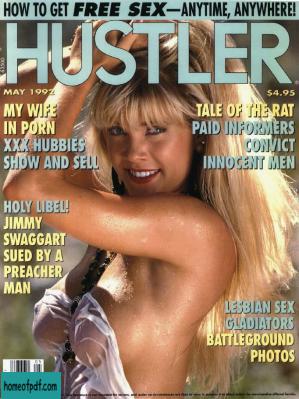 HOW TO GET FREE SEX—ANYTIME, ANYWHERE!
HUSTLER
MAY 1992
$4.95
MY WIFE
IN PORN
XXX HUBBIES
SHOW AND SELL
TALE OF THE RAT
PAID INFORMERS
CONVICT
INNOCENT MEN
HOLY LIBEL!
JIMMY
SWAGGART
SUED BY A
PREACHER
MAN
LESBIAN SEX
GLADIATORS
BATTLEGROUND
PHOTOS
homeofpdf.com